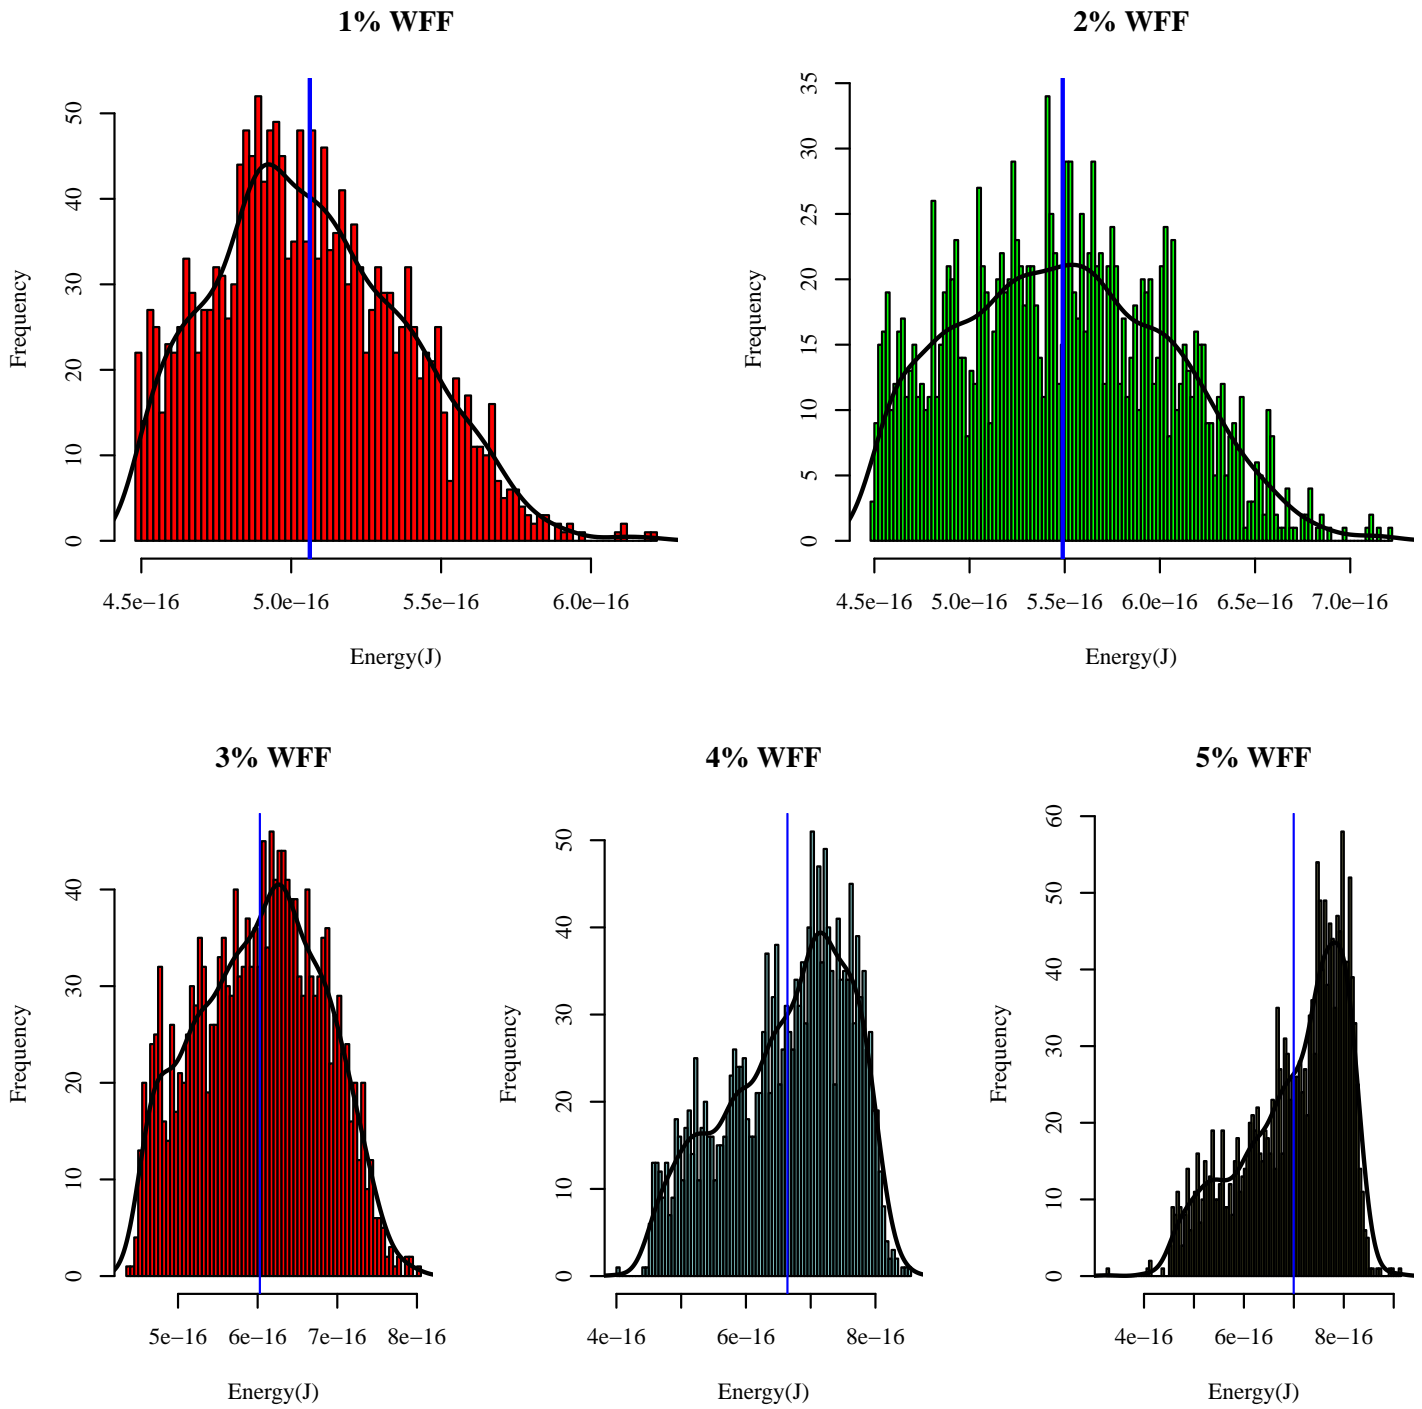 1% WFF
Frequency
0 10 20 30 40 50
4.5e−16 5.0e−16 5.5e−16 6.0e−16
Energy(J)
2% WFF
Frequency
0 5 10 15 20 25 30 35
4.5e−16 5.0e−16 5.5e−16 6.0e−16 6.5e−16 7.0e−16
Energy(J)
3% WFF
Frequency
0 10 20 30 40
5e−16 6e−16 7e−16 8e−16
Energy(J)
4% WFF
Frequency
0 10 20 30 40 50
4e−16 6e−16 8e−16
Energy(J)
5% WFF
Frequency
0 10 20 30 40 50 60
4e−16 6e−16 8e−16
Energy(J)